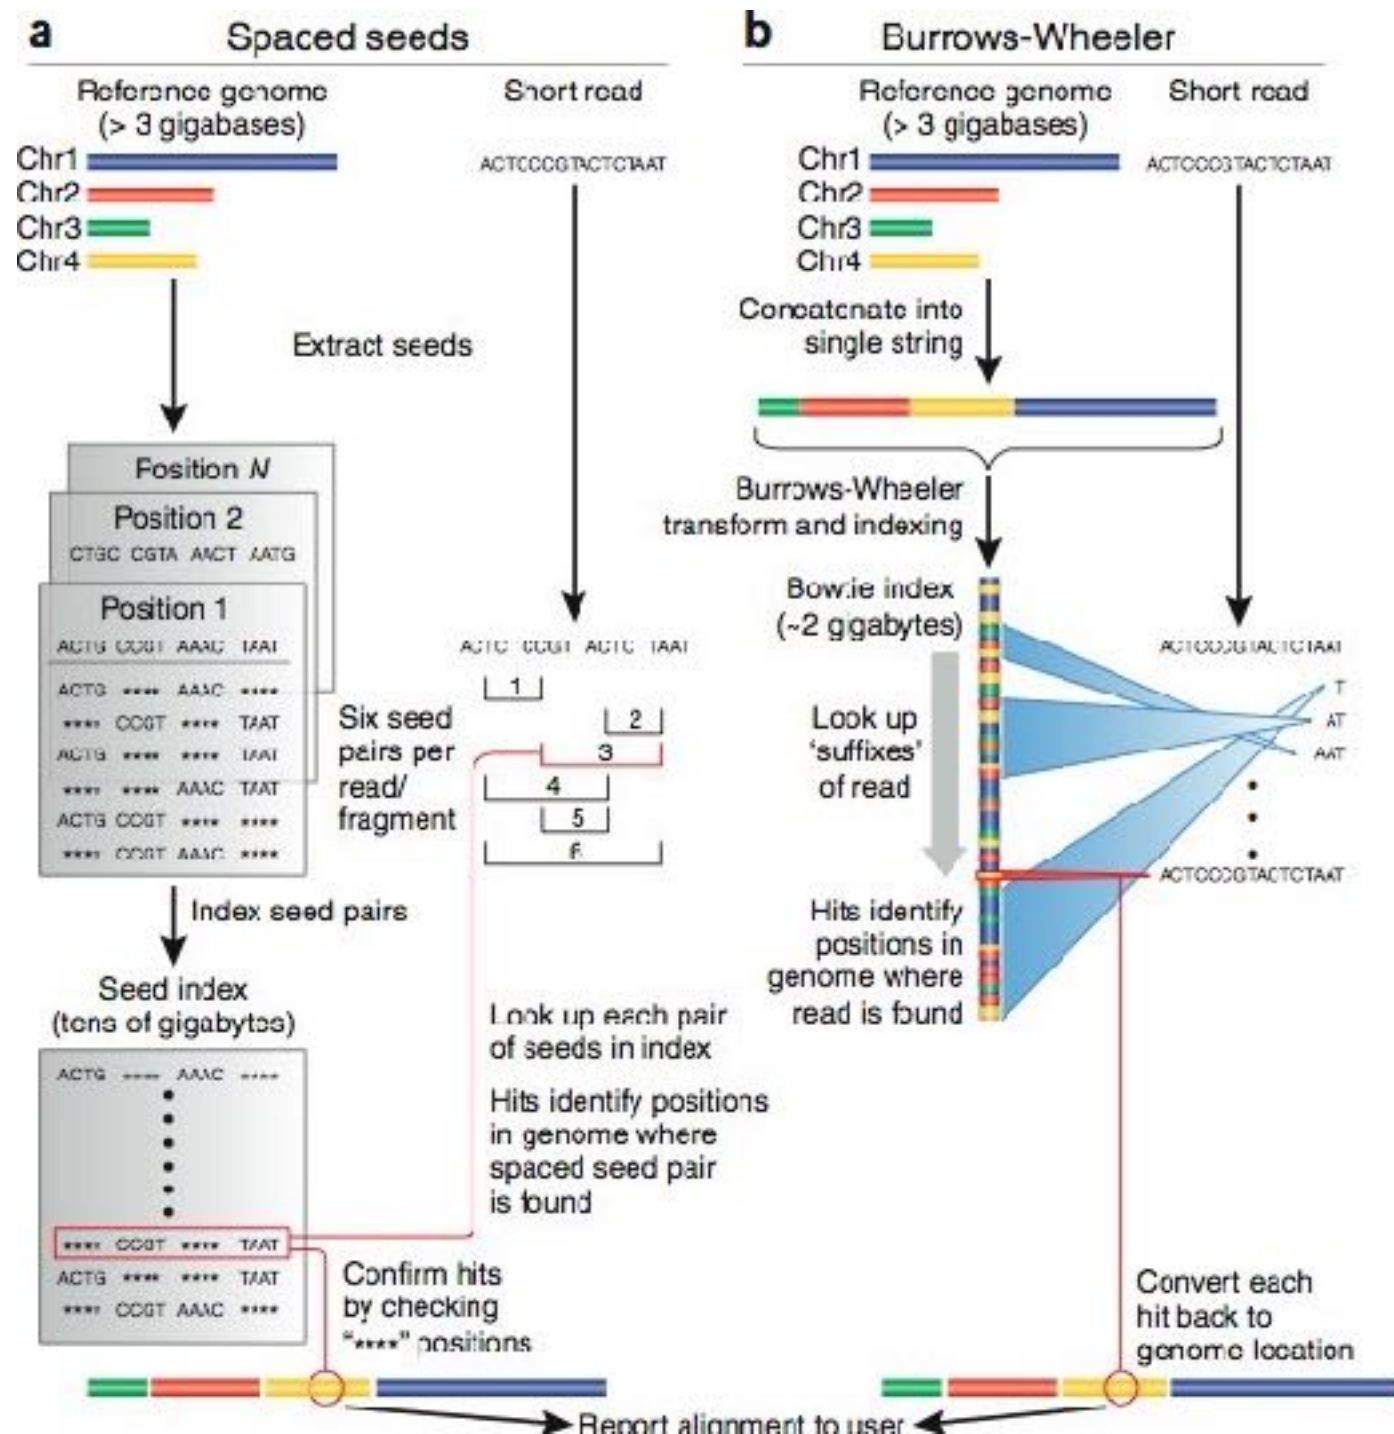 a Spaced seeds
Reference genome
(> 3 gigabases)
Short read
Chr1
Chr2
Chr3
Chr4
ACTCCCGTACTCTAAT
Extract seeds
Position N
Position 2
CTGC CGTA AACT AATG
Position 1
ACTG CCGT AAAC TAAT
ACTG **** AAAC ****
**** CCGT **** TAAT
ACTG **** **** TAAT
**** **** AAAC TAAT
ACTG CCGT **** ****
**** CCGT AAAC ****
ACTC CCGT ACTC TAAT
1
2
3
4
5
6
Six seed
pairs per
read/
fragment
Index seed pairs
Seed index
(tens of gigabytes)
ACTG **** AAAC ****
**** CCGT **** TAAT
ACTG **** **** TAAT
**** CCGT AAAC ****
Look up each pair
of seeds in index
Hits identify positions
in genome where
spaced seed pair
is found
Confirm hits
by checking
"****" positions
b Burrows-Wheeler
Reference genome
(> 3 gigabases)
Short read
Chr1
Chr2
Chr3
Chr4
ACTCCCGTACTCTAAT
Concatenate into
single string
Burrows-Wheeler
transform and indexing
Bowtie index
(~2 gigabytes)
ACTCCCGTACTCTAAT
T
AT
AAT
Look up
'suffixes'
of read
ACTCCCGTACTCTAAT
Hits identify
positions in
genome where
read is found
Convert each
hit back to
genome location
Report alignment to user